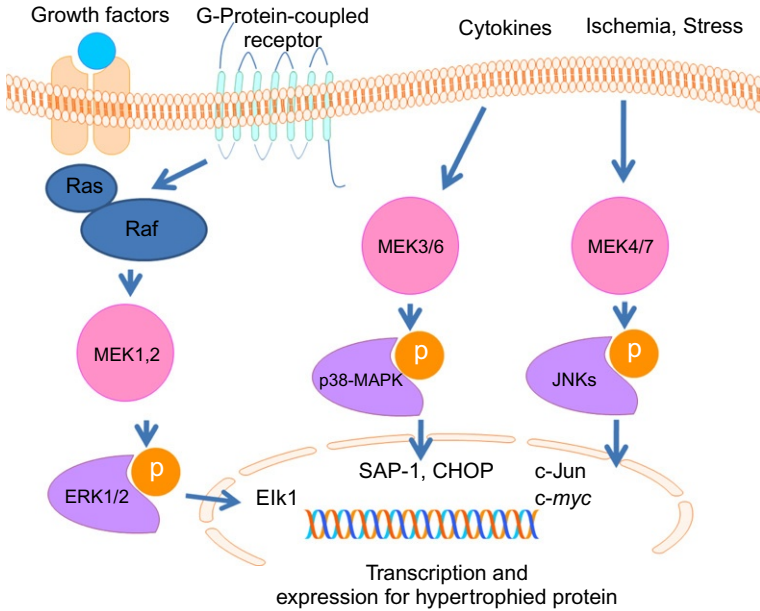 Growth factors
G-Protein-coupled
receptor
Cytokines
Ischemia, Stress
Ras
Raf
MEK3/6
MEK4/7
MEK1,2
p
p38-MAPK
p
JNKs
p
ERK1/2
Elk1
SAP-1, CHOP
c-Jun
c-myc
Transcription and
expression for hypertrophied protein